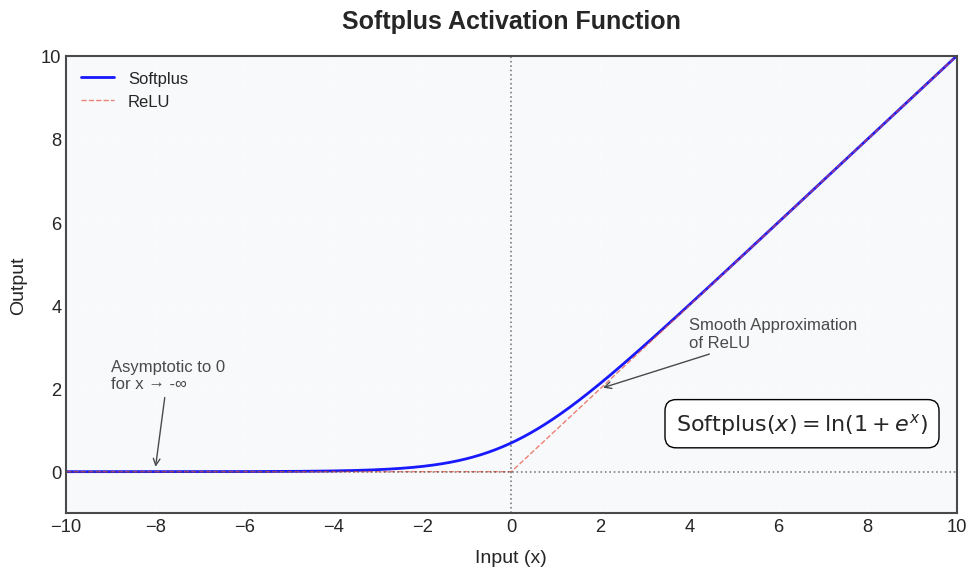 Softplus Activation Function
Softplus
ReLU
10
8
6
4
2
0
Output
Asymptotic to 0
for x → -∞
Smooth Approximation
of ReLU
Softplus(x) = ln(1 + e^x)
−10 −8 −6 −4 −2 0 2 4 6 8 10
Input (x)